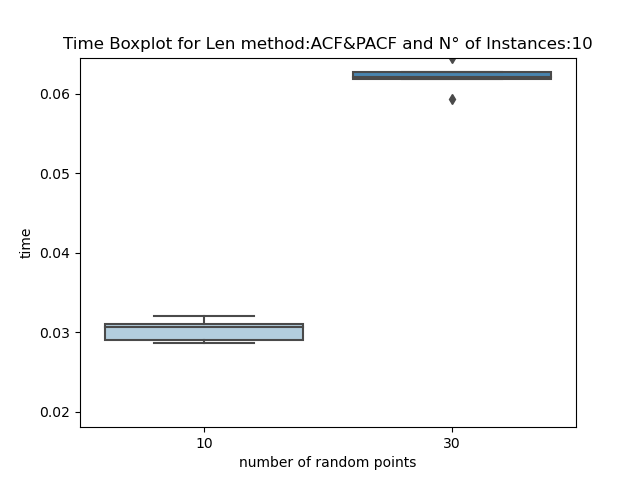 Time Boxplot for Len method:ACF&PACF and N° of Instances:10
0.06
0.05
0.04
0.03
0.02
time
10 30
number of random points